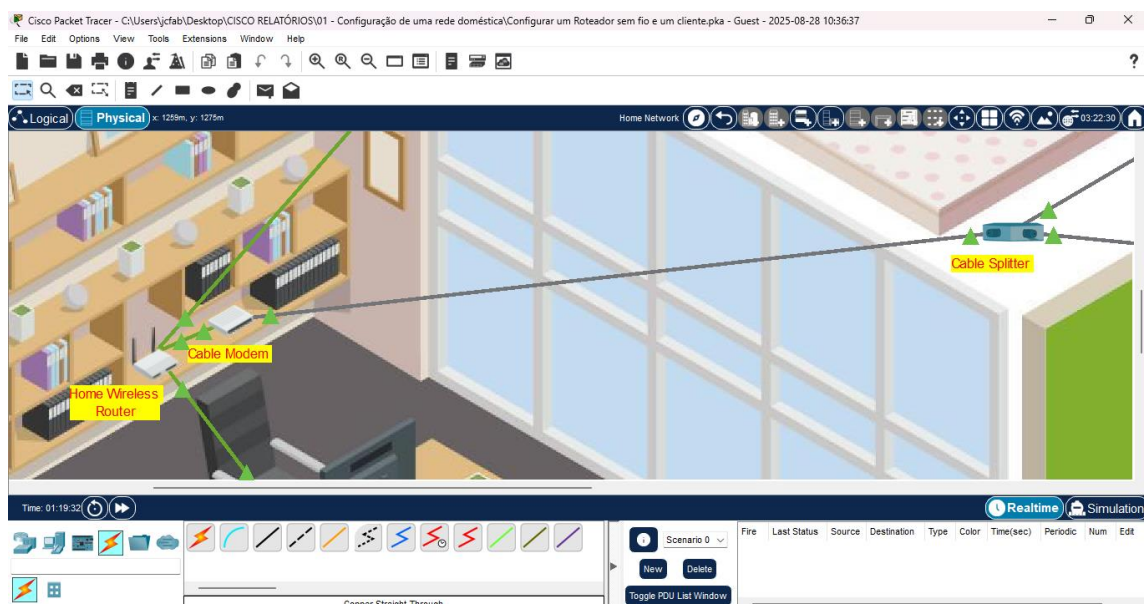 Cisco Packet Tracer - C:\Users\jcfab\Desktop\CISCO RELATÓRIOS\01 - Configuração de uma rede doméstica\Configurar um Roteador sem fio e um cliente.pka - Guest - 2025-08-28 10:36:37
File Edit Options View Tools Extensions Window Help
?
Logical Physical x: 1259m, y: 1275m Home Network 03:22:30
Cable Splitter
Cable Modem
Home Wireless
Router
Time: 01:19:32 Realtime Simulation
Scenario 0 Fire Last Status Source Destination Type Color Time(sec) Periodic Num Edit
New Delete
Toggle PDU List Window
Copper Straight-Through